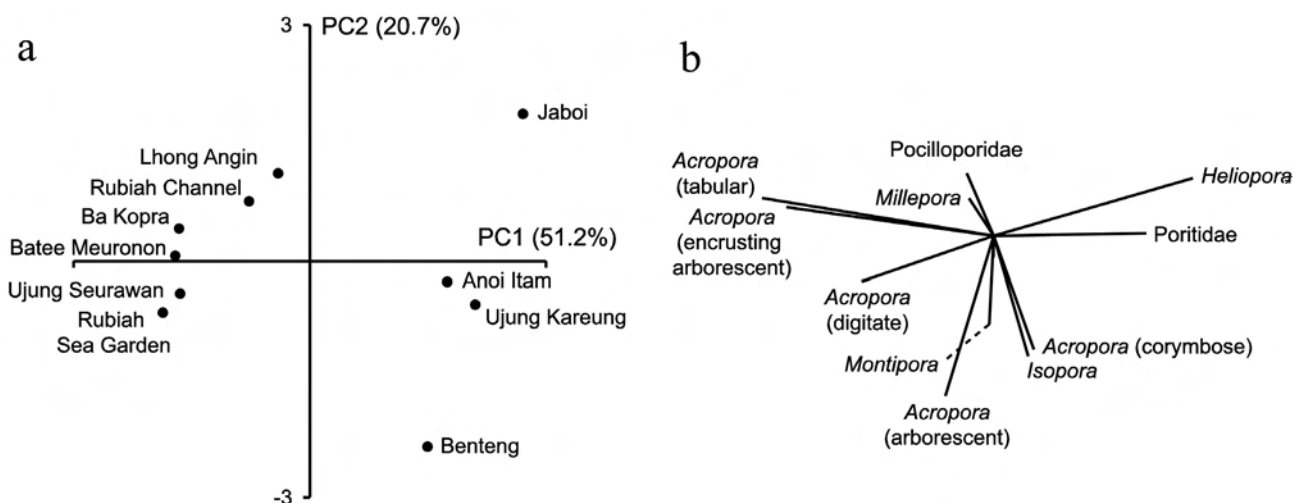 a
3
PC2 (20.7%)
Jaboi
Lhong Angin
Rubiah Channel
Ba Kopra
PC1 (51.2%)
Batee Meuronon
Anoi Itam
Ujung Seurawan
Ujung Kareung
Rubiah
Sea Garden
Benteng
-3
b
Pocilloporidae
Acropora
(tabular)
Millepora
Heliopora
Acropora
(encrusting
arborescent)
Poritidae
Acropora
(digitate)
Montipora
Acropora (corymbose)
Isopora
Acropora
(arborescent)